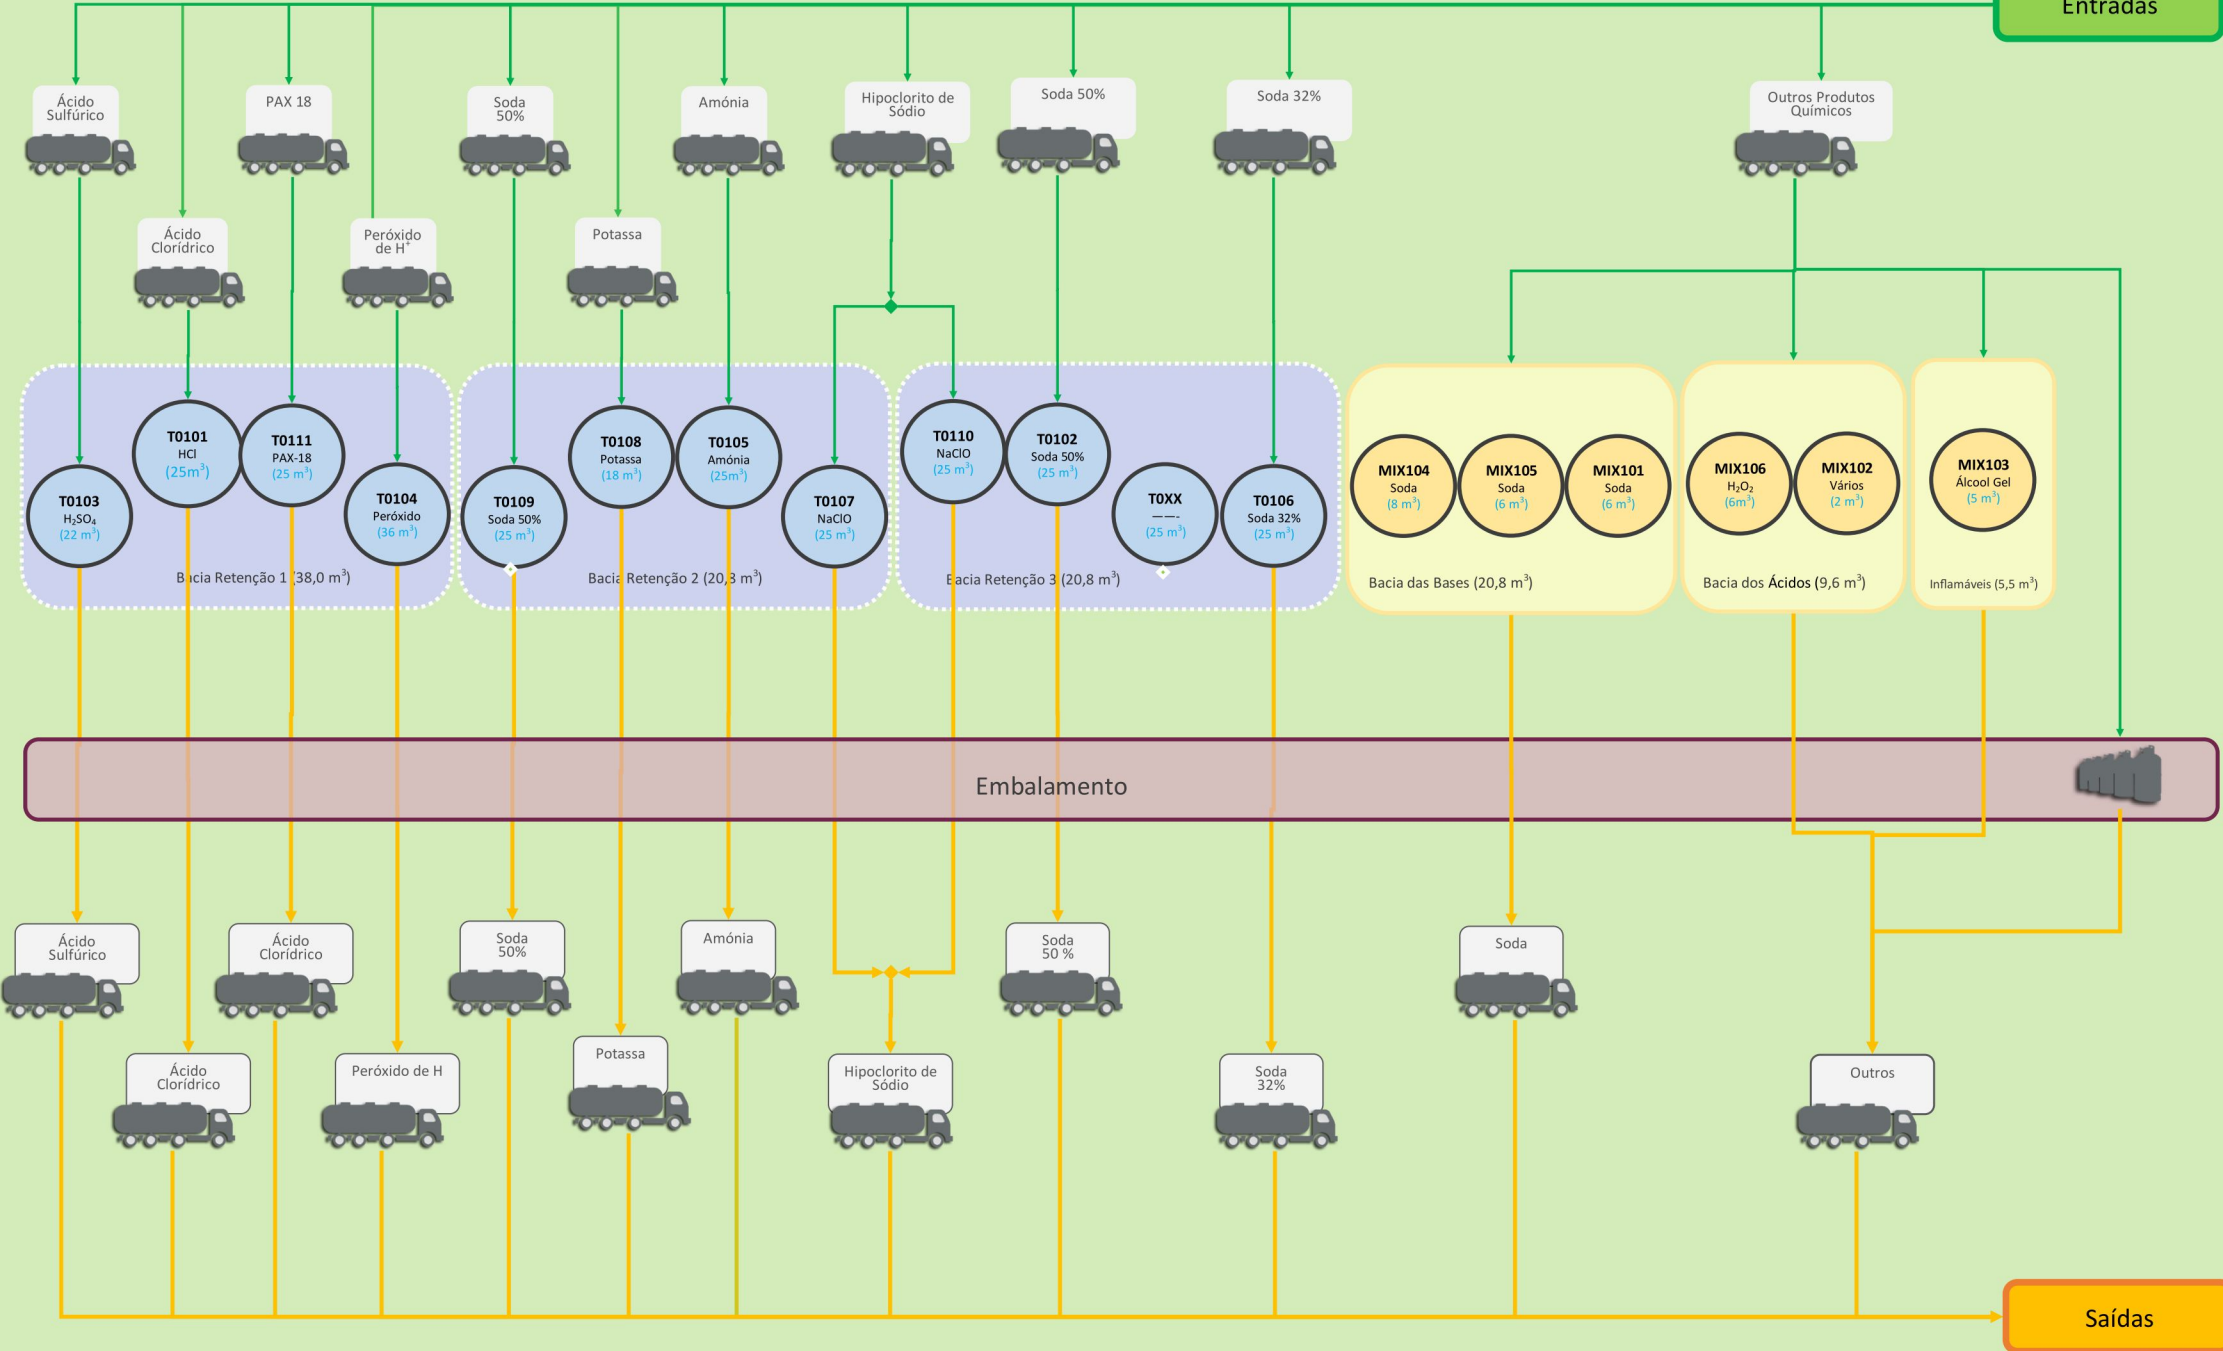 Entradas
Ácido
Sulfúrico
PAX 18
Soda
50%
Amónia
Hipoclorito de
Sódio
Soda 50%
Soda 32%
Outros Produtos
Químicos
Ácido
Clorídrico
Peróxido
de H⁺
Potassa
T0103
H₂SO₄
(22 m³)
T0101
HCl
(25m³)
T0111
PAX-18
(25 m³)
T0104
Peróxido
(36 m³)
Bacia Retenção 1 (38,0 m³)
T0109
Soda 50%
(25 m³)
T0108
Potassa
(18 m³)
T0105
Amónia
(25m³)
T0107
NaClO
(25 m³)
Bacia Retenção 2 (20,8 m³)
T0110
NaClO
(25 m³)
T0102
Soda 50%
(25 m³)
T0XX
———-
(25 m³)
T0106
Soda 32%
(25 m³)
Bacia Retenção 3 (20,8 m³)
MIX104
Soda
(8 m³)
MIX105
Soda
(6 m³)
MIX101
Soda
(6 m³)
Bacia das Bases (20,8 m³)
MIX106
H₂O₂
(6m³)
MIX102
Vários
(2 m³)
Bacia dos Ácidos (9,6 m³)
MIX103
Álcool Gel
(5 m³)
Inflamáveis (5,5 m³)
Embalamento
Ácido
Sulfúrico
Ácido
Clorídrico
Soda
50%
Amónia
Soda
50 %
Soda
Ácido
Clorídrico
Peróxido de H
Potassa
Hipoclorito de
Sódio
Soda
32%
Outros
Saídas